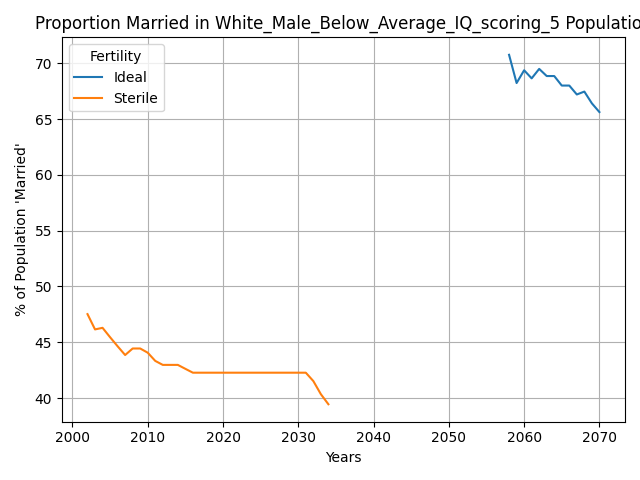 Proportion Married in White_Male_Below_Average_IQ_scoring_5 Populatio
Fertility
Ideal
Sterile
% of Population 'Married'
70
65
60
55
50
45
40
2000 2010 2020 2030 2040 2050 2060 2070
Years